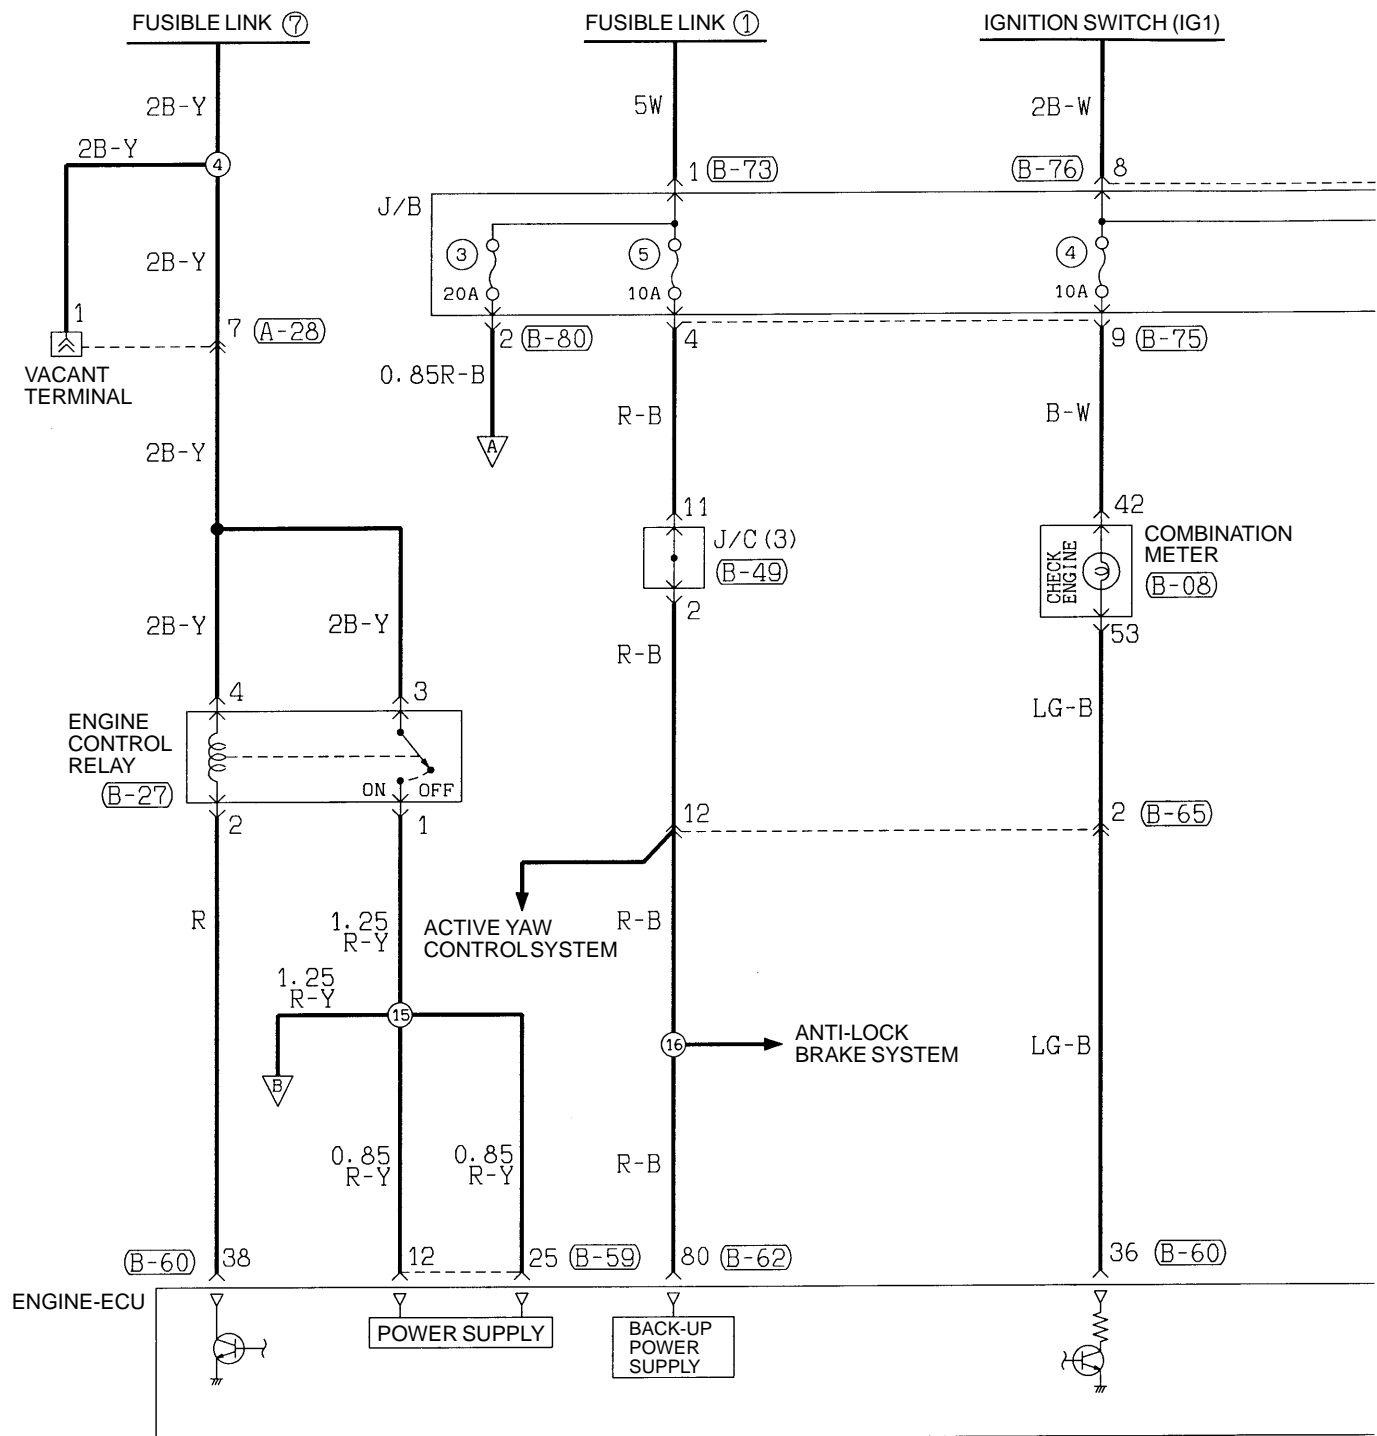 FUSIBLE LINK ⑦
FUSIBLE LINK ①
IGNITION SWITCH (IG1)
2B-Y
5W
2B-W
2B-Y
4
1 B-73
B-76 8
J/B
3
5
4
2B-Y
20A
10A
10A
1
7 A-28
2 B-80
4
9 B-75
VACANT
TERMINAL
0.85R-B
R-B
B-W
A
2B-Y
11
42
J/C (3)
B-49
CHECK
ENGINE
COMBINATION
METER
B-08
2
53
2B-Y
2B-Y
R-B
4
3
LG-B
ENGINE
CONTROL
RELAY
B-27
ON
OFF
2
1
12
2 B-65
R
1.25
R-Y
ACTIVE YAW
CONTROL SYSTEM
R-B
1.25
R-Y
15
16
ANTI-LOCK
BRAKE SYSTEM
LG-B
B
0.85
R-Y
0.85
R-Y
R-B
B-60 38
12
25 B-59
80 B-62
36 B-60
ENGINE-ECU
POWER SUPPLY
BACK-UP
POWER
SUPPLY